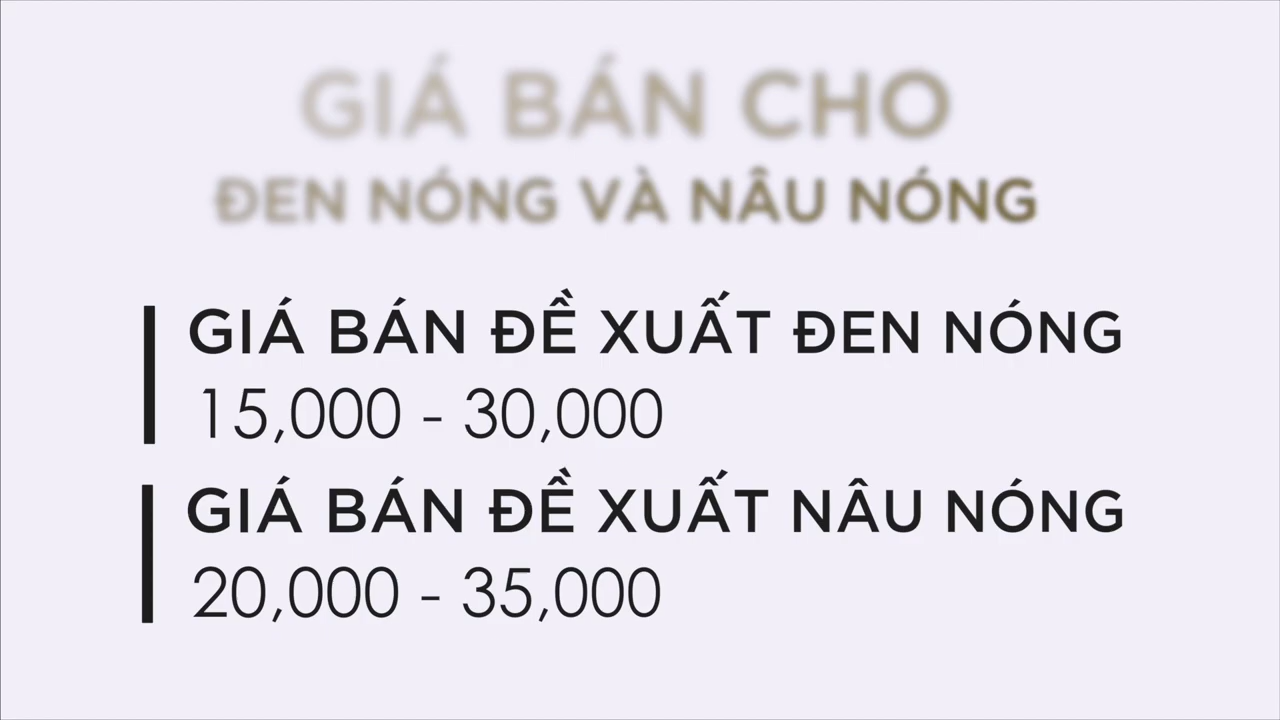 GIÁ BÁN CHO
ĐEN NÓNG VÀ NÂU NÓNG
GIÁ BÁN ĐỀ XUẤT ĐEN NÓNG
15,000 - 30,000
GIÁ BÁN ĐỀ XUẤT NÂU NÓNG
20,000 - 35,000